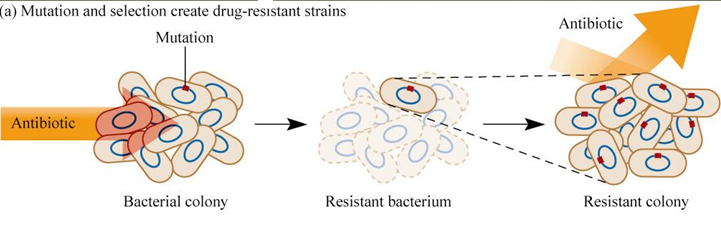 (a) Mutation and selection create drug-resistant strains
Antibiotic
Mutation
Antibiotic
Bacterial colony
Resistant bacterium
Resistant colony